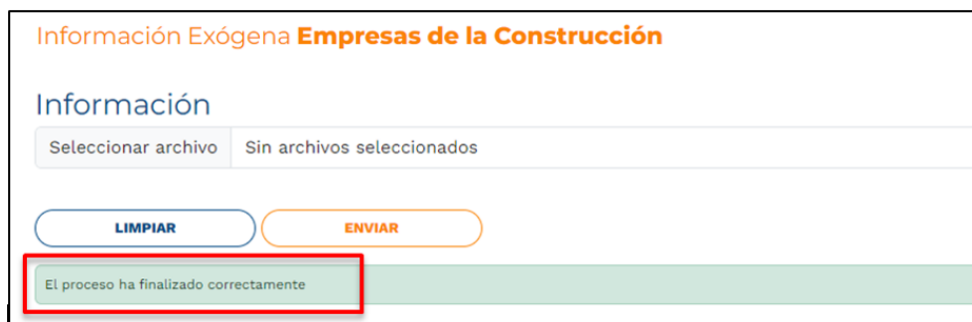 Información Exógena Empresas de la Construcción
Información
Seleccionar archivo Sin archivos seleccionados
LIMPIAR ENVIAR
El proceso ha finalizado correctamente